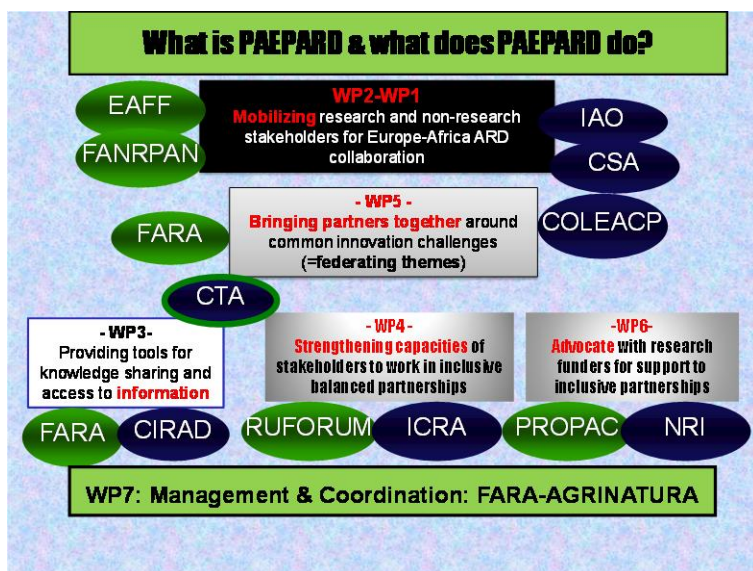 What is PAEPARD & what does PAEPARD do?
EAFF
FANRPAN
WP2-WP1
Mobilizing research and non-research
stakeholders for Europe-Africa ARD
collaboration
IAO
CSA
COLEACP
FARA
- WP5 -
Bringing partners together around
common innovation challenges
(=federating themes)
CTA
- WP3-
Providing tools for
knowledge sharing and
access to information
-WP4-
Strengthening capacities of
stakeholders to work in inclusive
balanced partnerships
-WP6-
Advocate with research
funders for support to
inclusive partnerships
FARA
CIRAD
RUFORUM
ICRA
PROPAC
NRI
WP7: Management & Coordination: FARA-AGRINATURA